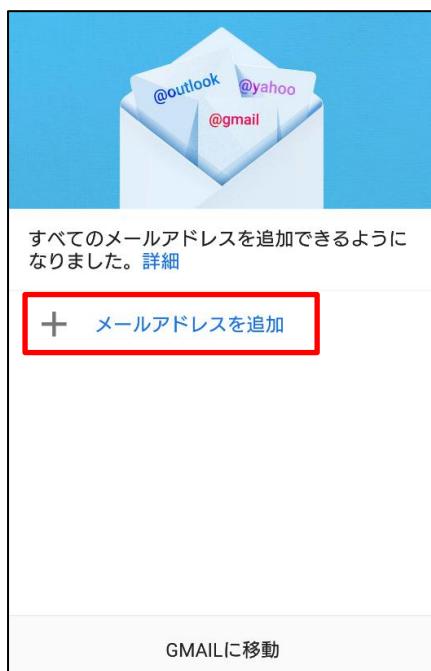 @outlook
@yahoo
@gmail
すべてのメールアドレスを追加できるように
なりました。詳細
メールアドレスを追加
GMAILに移動